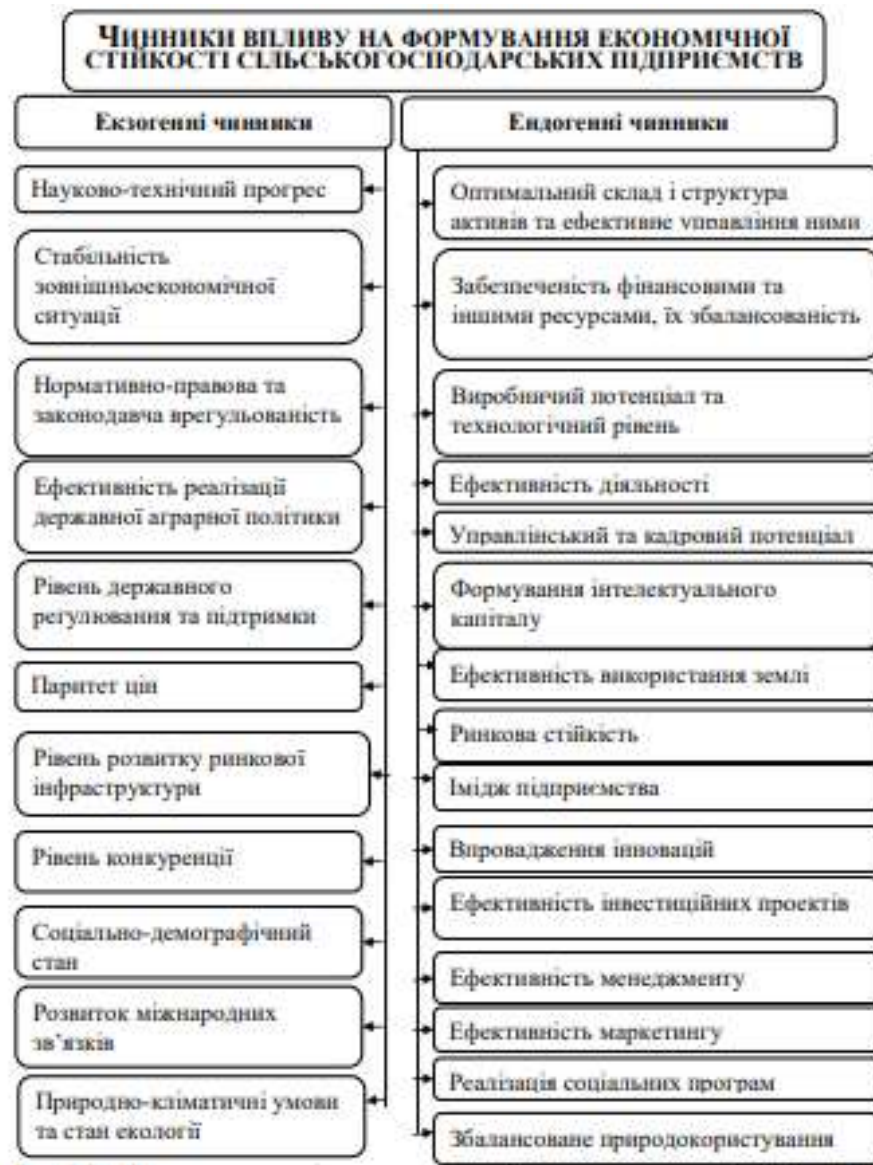 ЧИННИКИ ВПЛИВУ НА ФОРМУВАННЯ ЕКОНОМІЧНОЇ
СТІЙКОСТІ СІЛЬСЬКОГОСПОДАРСЬКИХ ПІДПРИЄМСТВ
Екзогенні чинники
Науково-технічний прогрес
Стабільність
зовнішньоекономічної
ситуації
Нормативно-правова та
законодавча врегульованість
Ефективність реалізації
державної аграрної політики
Рівень державного
регулювання та підтримки
Паритет цін
Рівень розвитку ринкової
інфраструктури
Рівень конкуренції
Соціально-демографічний
стан
Розвиток міжнародних
зв’язків
Природно-кліматичні умови
та стан екології
Ендогенні чинники
Оптимальний склад і структура
активів та ефективне управління ними
Забезпеченість фінансовими та
іншими ресурсами, їх збалансованість
Виробничий потенціал та
технологічний рівень
Ефективність діяльності
Управлінський та кадровий потенціал
Формування інтелектуального
капіталу
Ефективність використання землі
Ринкова стійкість
Імідж підприємства
Впровадження інновацій
Ефективність інвестиційних проектів
Ефективність менеджменту
Ефективність маркетингу
Реалізація соціальних програм
Збалансоване природокористування